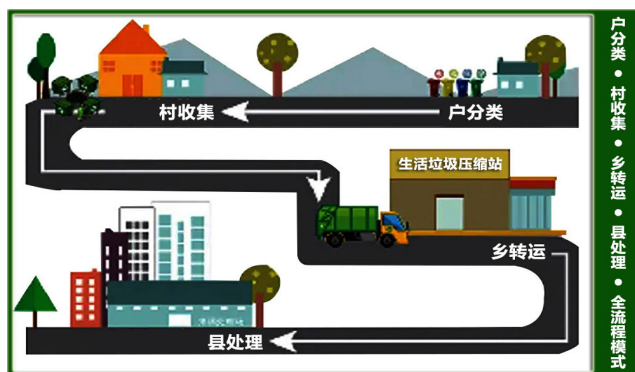 村收集
户分类
生活垃圾压缩站
乡转运
县处理
户分类 ● 村收集 ● 乡转运 ● 县处理 ● 全流程模式